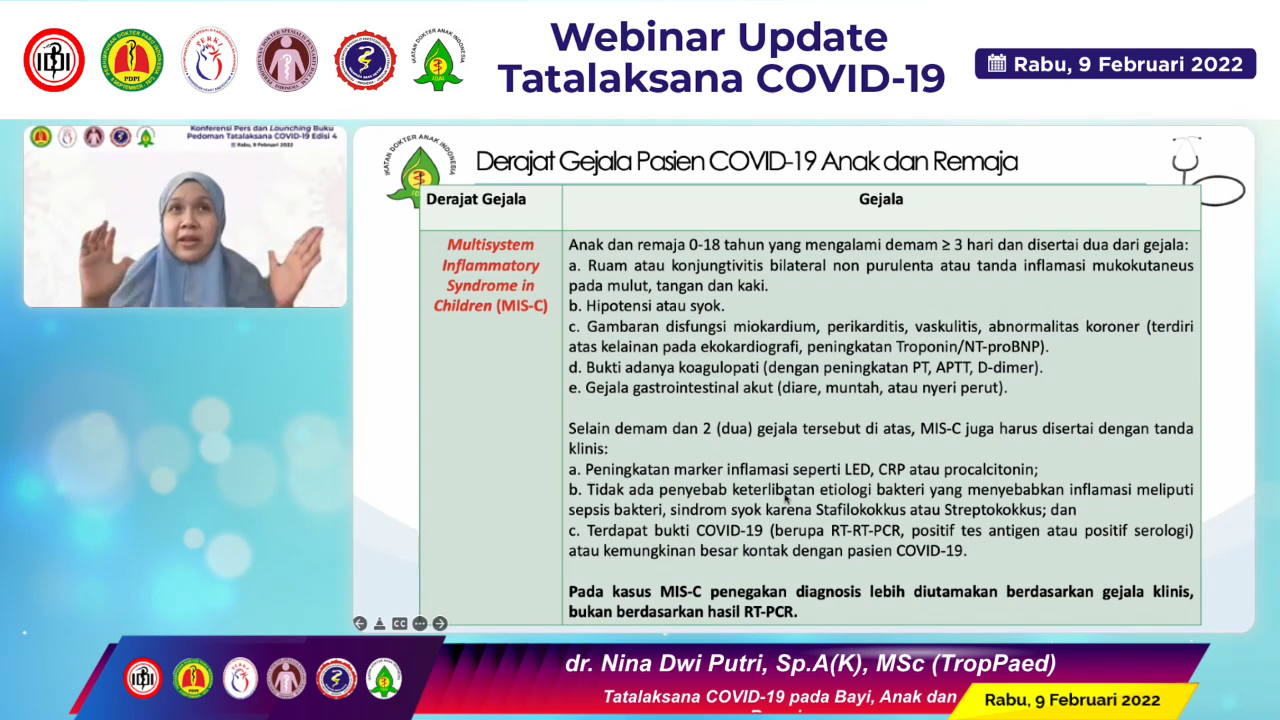 Webinar Update
Tatalaksana COVID-19
Rabu, 9 Februari 2022
IDI
PDPI
PERKI
IDAI
Konferensi Pers dan Launching Buku
Pedoman Tatalaksana COVID-19 Edisi 4
Rabu, 9 Februari 2022
IKATAN DOKTER ANAK INDONESIA
Derajat Gejala Pasien COVID-19 Anak dan Remaja
Derajat Gejala
Gejala
Multisystem
Inflammatory
Syndrome in
Children (MIS-C)
Anak dan remaja 0-18 tahun yang mengalami demam ≥ 3 hari dan disertai dua dari gejala:
a. Ruam atau konjungtivitis bilateral non purulenta atau tanda inflamasi mukokutaneus
pada mulut, tangan dan kaki.
b. Hipotensi atau syok.
c. Gambaran disfungsi miokardium, perikarditis, vaskulitis, abnormalitas koroner (terdiri
atas kelainan pada ekokardiografi, peningkatan Troponin/NT-proBNP).
d. Bukti adanya koagulopati (dengan peningkatan PT, APTT, D-dimer).
e. Gejala gastrointestinal akut (diare, muntah, atau nyeri perut).
Selain demam dan 2 (dua) gejala tersebut di atas, MIS-C juga harus disertai dengan tanda
klinis:
a. Peningkatan marker inflamasi seperti LED, CRP atau procalcitonin;
b. Tidak ada penyebab keterlibatan etiologi bakteri yang menyebabkan inflamasi meliputi
sepsis bakteri, sindrom syok karena Stafilokokkus atau Streptokokkus; dan
c. Terdapat bukti COVID-19 (berupa RT-RT-PCR, positif tes antigen atau positif serologi)
atau kemungkinan besar kontak dengan pasien COVID-19.
Pada kasus MIS-C penegakan diagnosis lebih diutamakan berdasarkan gejala klinis,
bukan berdasarkan hasil RT-PCR.
CC
dr. Nina Dwi Putri, Sp.A(K), MSc (TropPaed)
Tatalaksana COVID-19 pada Bayi, Anak dan
Rabu, 9 Februari 2022